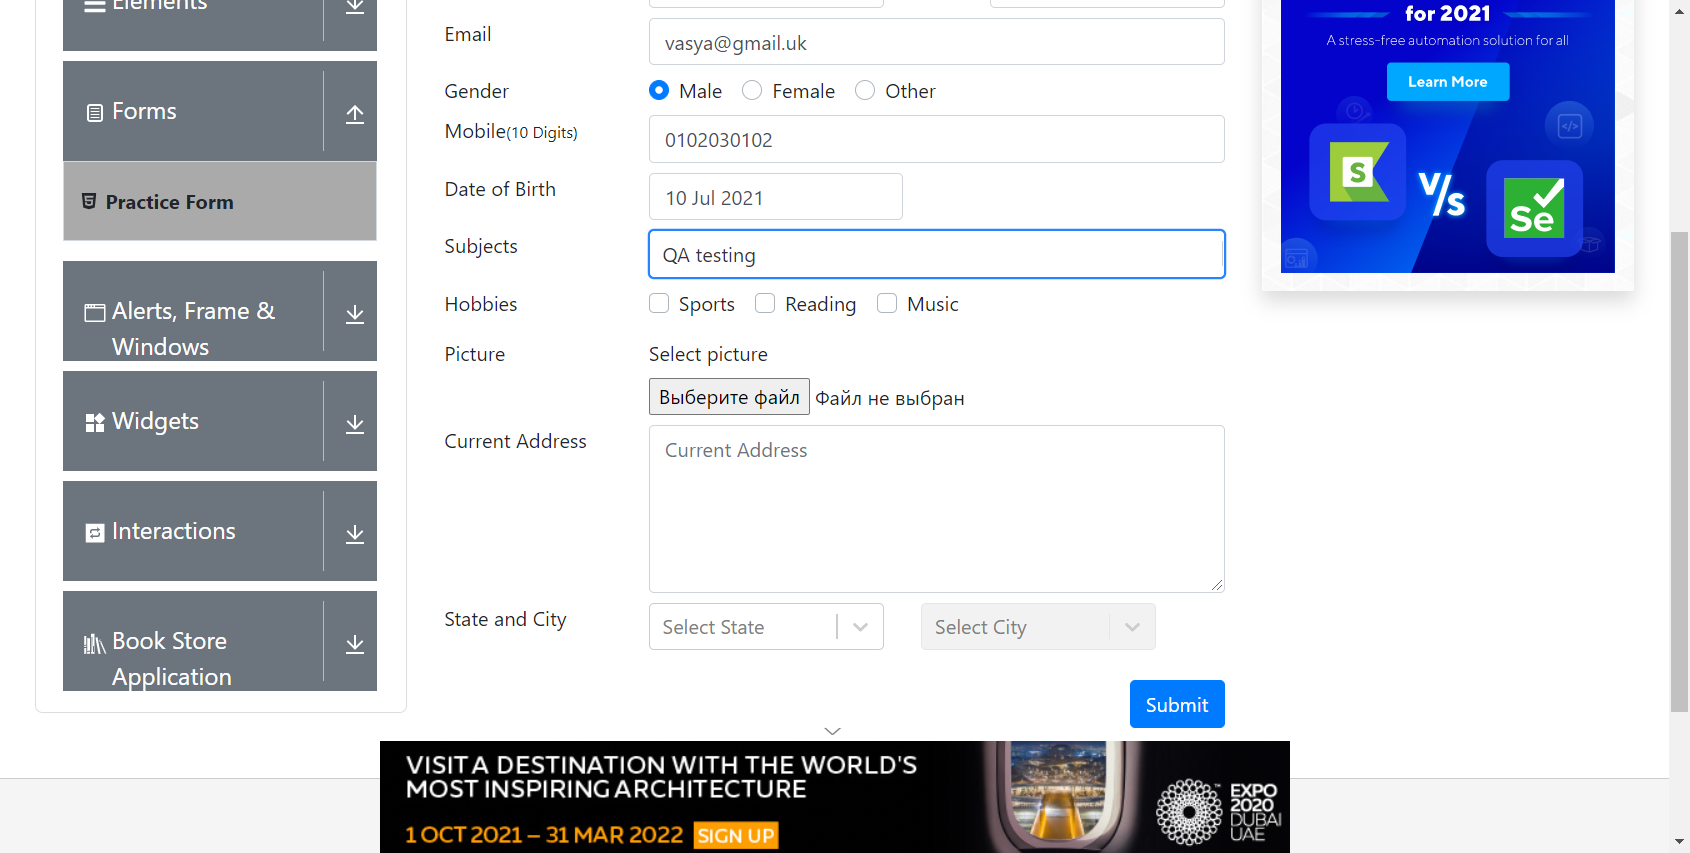 Elements
Forms
Practice Form
Alerts, Frame &
Windows
Widgets
Interactions
Book Store
Application
Email
vasya@gmail.uk
Gender
Male
Female
Other
Mobile(10 Digits)
0102030102
Date of Birth
10 Jul 2021
Subjects
QA testing
Hobbies
Sports
Reading
Music
Picture
Select picture
Выберите файл Файл не выбран
Current Address
Current Address
State and City
Select State
Select City
Submit
for 2021
A stress-free automation solution for all
Learn More
S
V/s
Se
VISIT A DESTINATION WITH THE WORLD'S
MOST INSPIRING ARCHITECTURE
1 OCT 2021 – 31 MAR 2022 SIGN UP
EXPO
2020
DUBAI
UAE